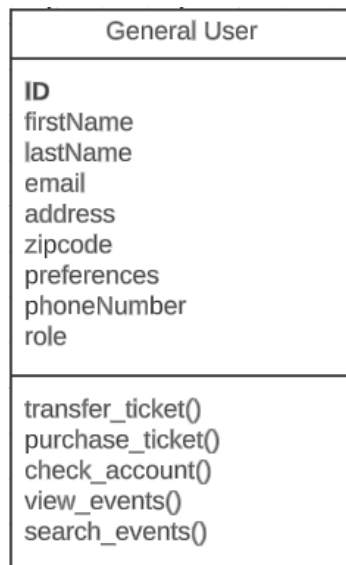 General User
ID
firstName
lastName
email
address
zipcode
preferences
phoneNumber
role
transfer_ticket()
purchase_ticket()
check_account()
view_events()
search_events()